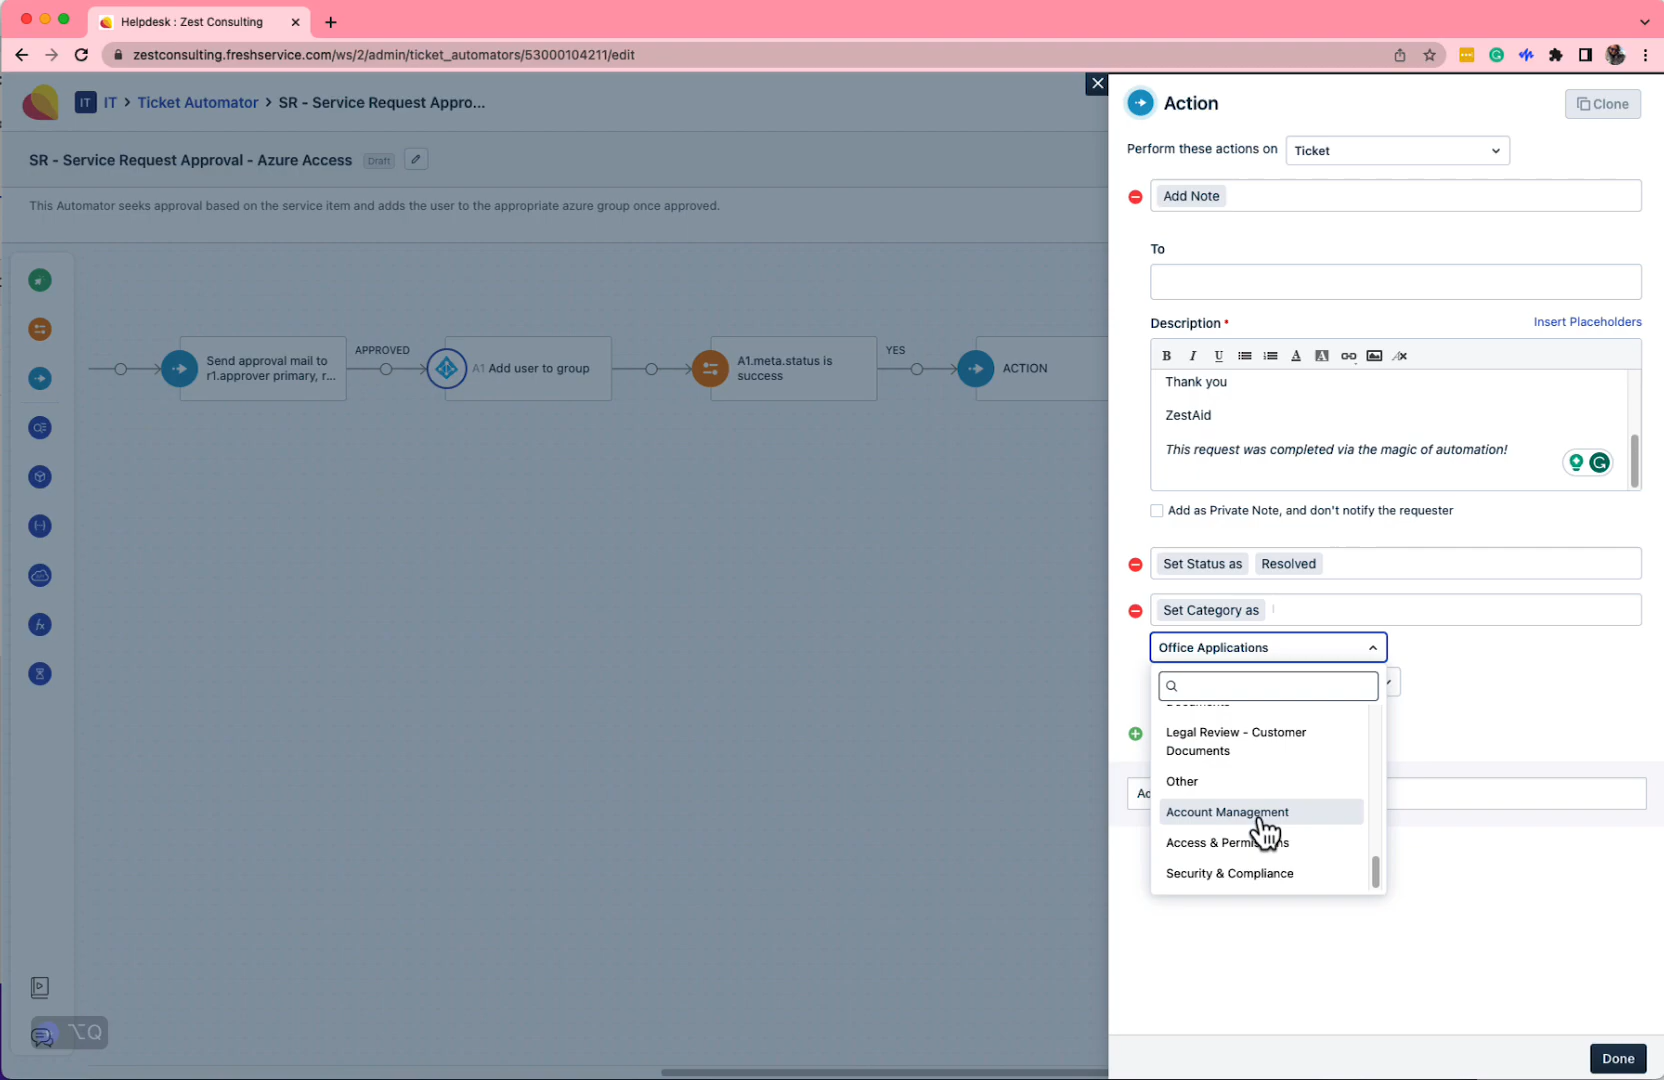 Helpdesk : Zest Consulting
zestconsulting.freshservice.com/ws/2/admin/ticket_automators/53000104211/edit
IT IT > Ticket Automator > SR - Service Request Appro...
SR - Service Request Approval - Azure Access Draft
This Automator seeks approval based on the service item and adds the user to the appropriate azure group once approved.
Send approval mail to
r1.approver primary, r...
APPROVED
A1 Add user to group
A1.meta.status is
success
YES
ACTION
⌥Q
Action
Clone
Perform these actions on Ticket
Add Note
To
Description •
Insert Placeholders
B I U A A
Thank you
ZestAid
This request was completed via the magic of automation!
Add as Private Note, and don't notify the requester
Set Status as Resolved
Set Category as
Office Applications
Legal Review - Customer
Documents
Other
Account Management
Security & Compliance
Done